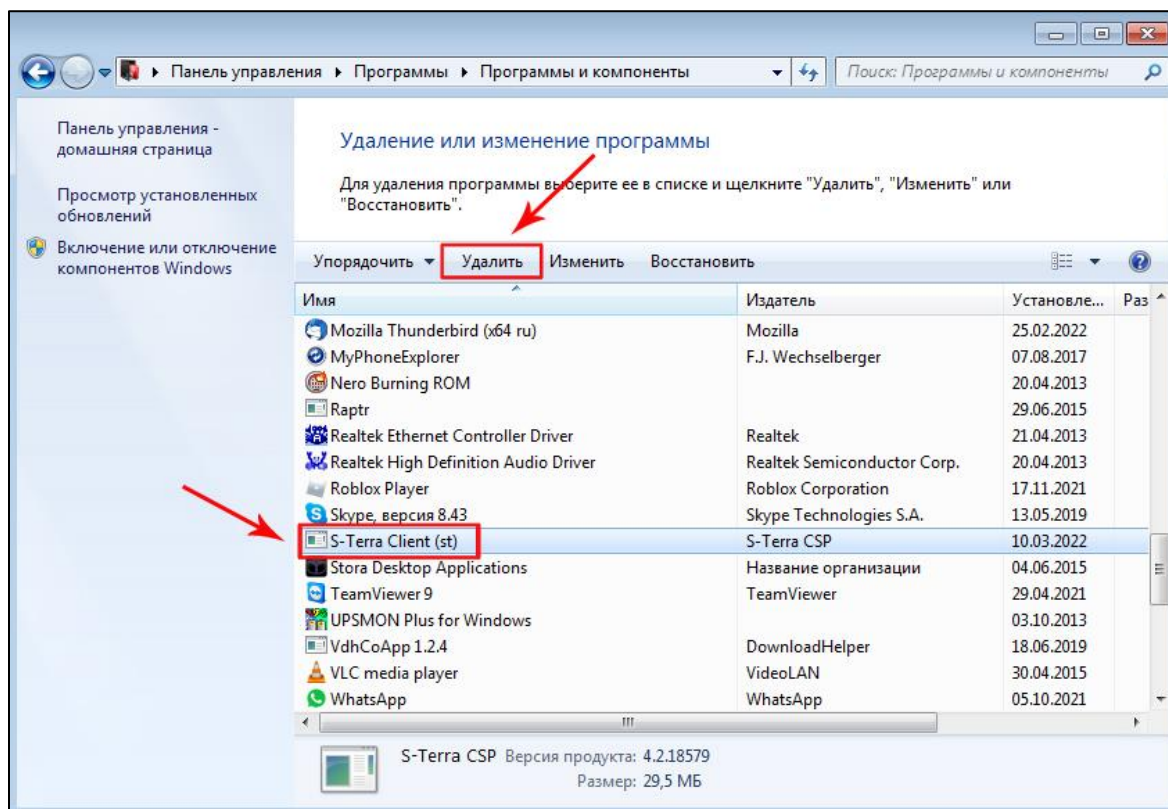 Панель управления ▸ Программы ▸ Программы и компоненты
Поиск: Программы и компоненты
Панель управления -
домашняя страница
Просмотр установленных
обновлений
Включение или отключение
компонентов Windows
Удаление или изменение программы
Для удаления программы выберите ее в списке и щелкните "Удалить", "Изменить" или
"Восстановить".
Упорядочить Удалить Изменить Восстановить
Имя Издатель Установле... Раз
Mozilla Thunderbird (x64 ru) Mozilla 25.02.2022
MyPhoneExplorer F.J. Wechselberger 07.08.2017
Nero Burning ROM 20.04.2013
Raptr 29.06.2015
Realtek Ethernet Controller Driver Realtek 21.04.2013
Realtek High Definition Audio Driver Realtek Semiconductor Corp. 20.04.2013
Roblox Player Roblox Corporation 17.11.2021
Skype, версия 8.43 Skype Technologies S.A. 13.05.2019
S-Terra Client (st) S-Terra CSP 10.03.2022
Stora Desktop Applications Название организации 04.06.2015
TeamViewer 9 TeamViewer 29.04.2021
UPSMON Plus for Windows 03.10.2013
VdhCoApp 1.2.4 DownloadHelper 18.06.2019
VLC media player VideoLAN 30.04.2015
WhatsApp WhatsApp 05.10.2021
S-Terra CSP Версия продукта: 4.2.18579
Размер: 29,5 МБ